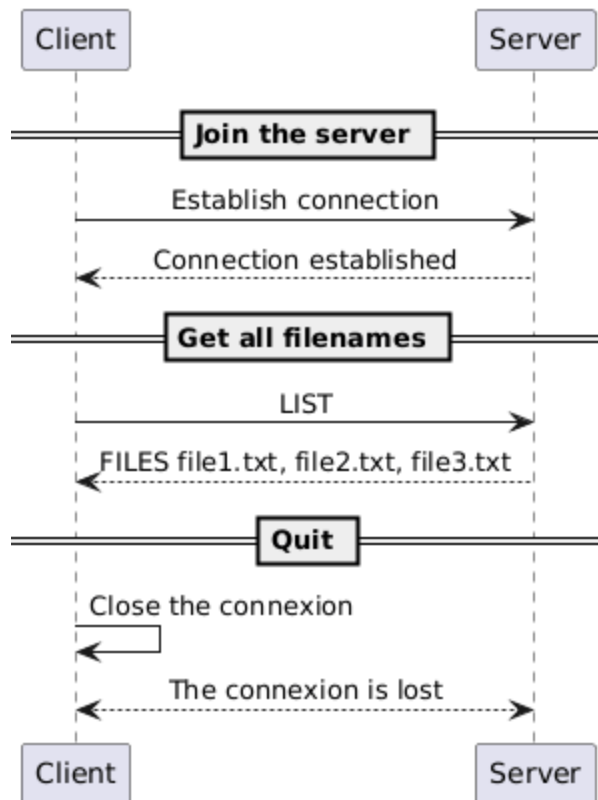 Client Server
Join the server
Establish connection
Connection established
Get all filenames
LIST
FILES file1.txt, file2.txt, file3.txt
Quit
Close the connexion
The connexion is lost
Client Server